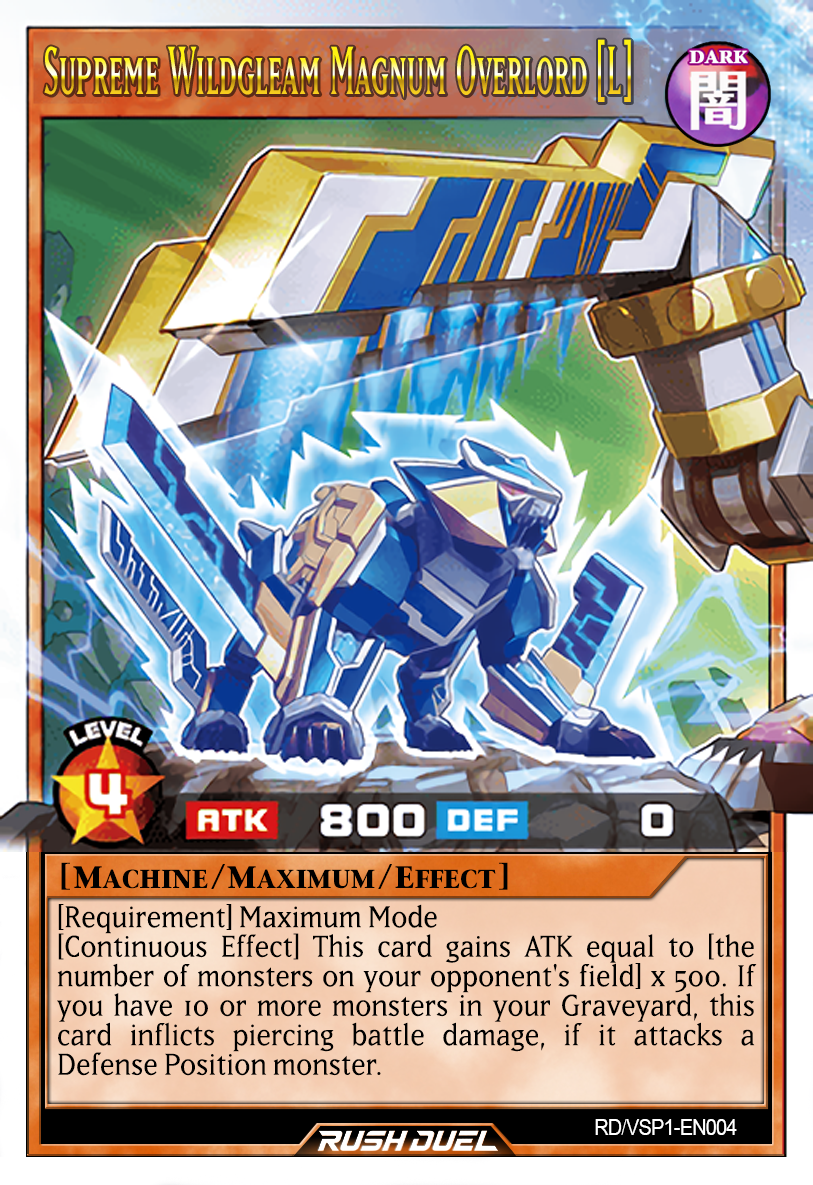 Supreme Wildgleam Magnum Overlord [L]
DARK
闇
LEVEL
4
ATK 800 DEF 0
[Machine/Maximum/Effect]
[Requirement] Maximum Mode
[Continuous Effect] This card gains ATK equal to [the
number of monsters on your opponent's field] x 500. If
you have 10 or more monsters in your Graveyard, this
card inflicts piercing battle damage, if it attacks a
Defense Position monster.
RD/VSP1-EN004
RUSH DUEL